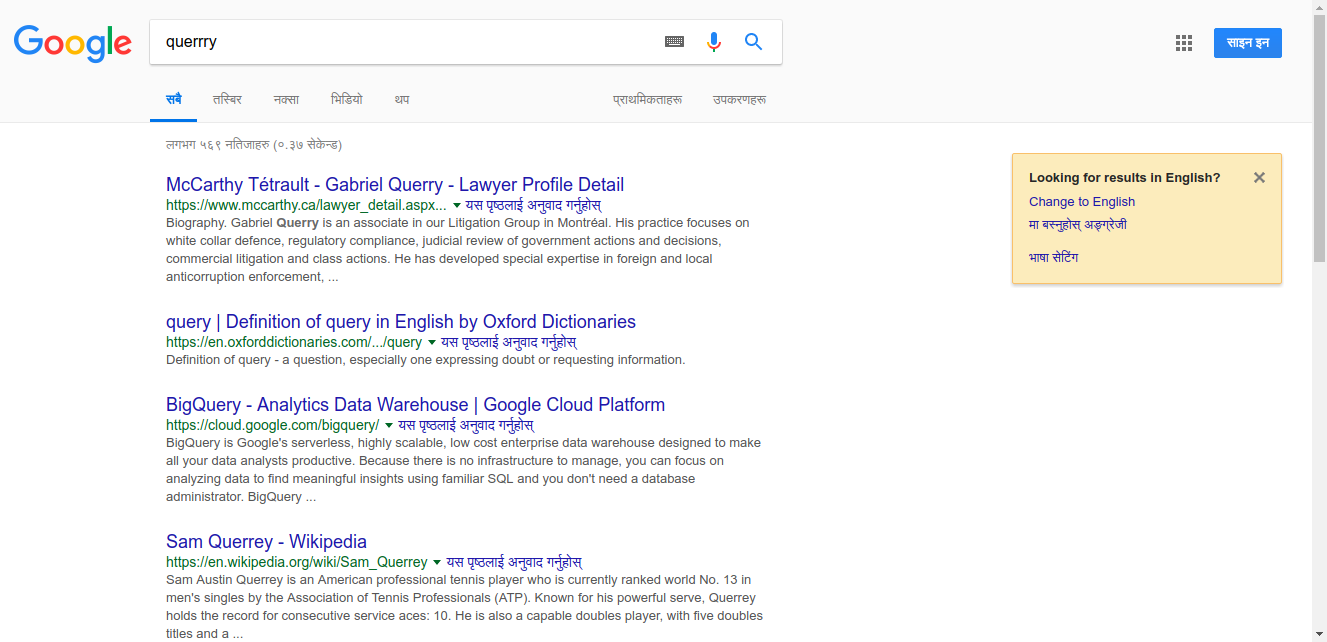 Google
querrry
साइन इन
सबै तस्बिर नक्सा भिडियो थप प्राथमिकताहरू उपकरणहरू
लगभग ५६९ नतिजाहरु (०.३७ सेकेन्ड)
McCarthy Tétrault - Gabriel Querry - Lawyer Profile Detail
https://www.mccarthy.ca/lawyer_detail.aspx... यस पृष्ठलाई अनुवाद गर्नुहोस्
Biography. Gabriel Querry is an associate in our Litigation Group in Montréal. His practice focuses on
white collar defence, regulatory compliance, judicial review of government actions and decisions,
commercial litigation and class actions. He has developed special expertise in foreign and local
anticorruption enforcement, ...
query | Definition of query in English by Oxford Dictionaries
https://en.oxforddictionaries.com/.../query यस पृष्ठलाई अनुवाद गर्नुहोस्
Definition of query - a question, especially one expressing doubt or requesting information.
BigQuery - Analytics Data Warehouse | Google Cloud Platform
https://cloud.google.com/bigquery/ यस पृष्ठलाई अनुवाद गर्नुहोस्
BigQuery is Google's serverless, highly scalable, low cost enterprise data warehouse designed to make
all your data analysts productive. Because there is no infrastructure to manage, you can focus on
analyzing data to find meaningful insights using familiar SQL and you don't need a database
administrator. BigQuery ...
Sam Querrey - Wikipedia
https://en.wikipedia.org/wiki/Sam_Querrey यस पृष्ठलाई अनुवाद गर्नुहोस्
Sam Austin Querrey is an American professional tennis player who is currently ranked world No. 13 in
men's singles by the Association of Tennis Professionals (ATP). Known for his powerful serve, Querrey
holds the record for consecutive service aces: 10. He is also a capable doubles player, with five doubles
titles and a ...
Looking for results in English?
Change to English
मा बस्नुहोस् अङ्ग्रेजी
भाषा सेटिंग